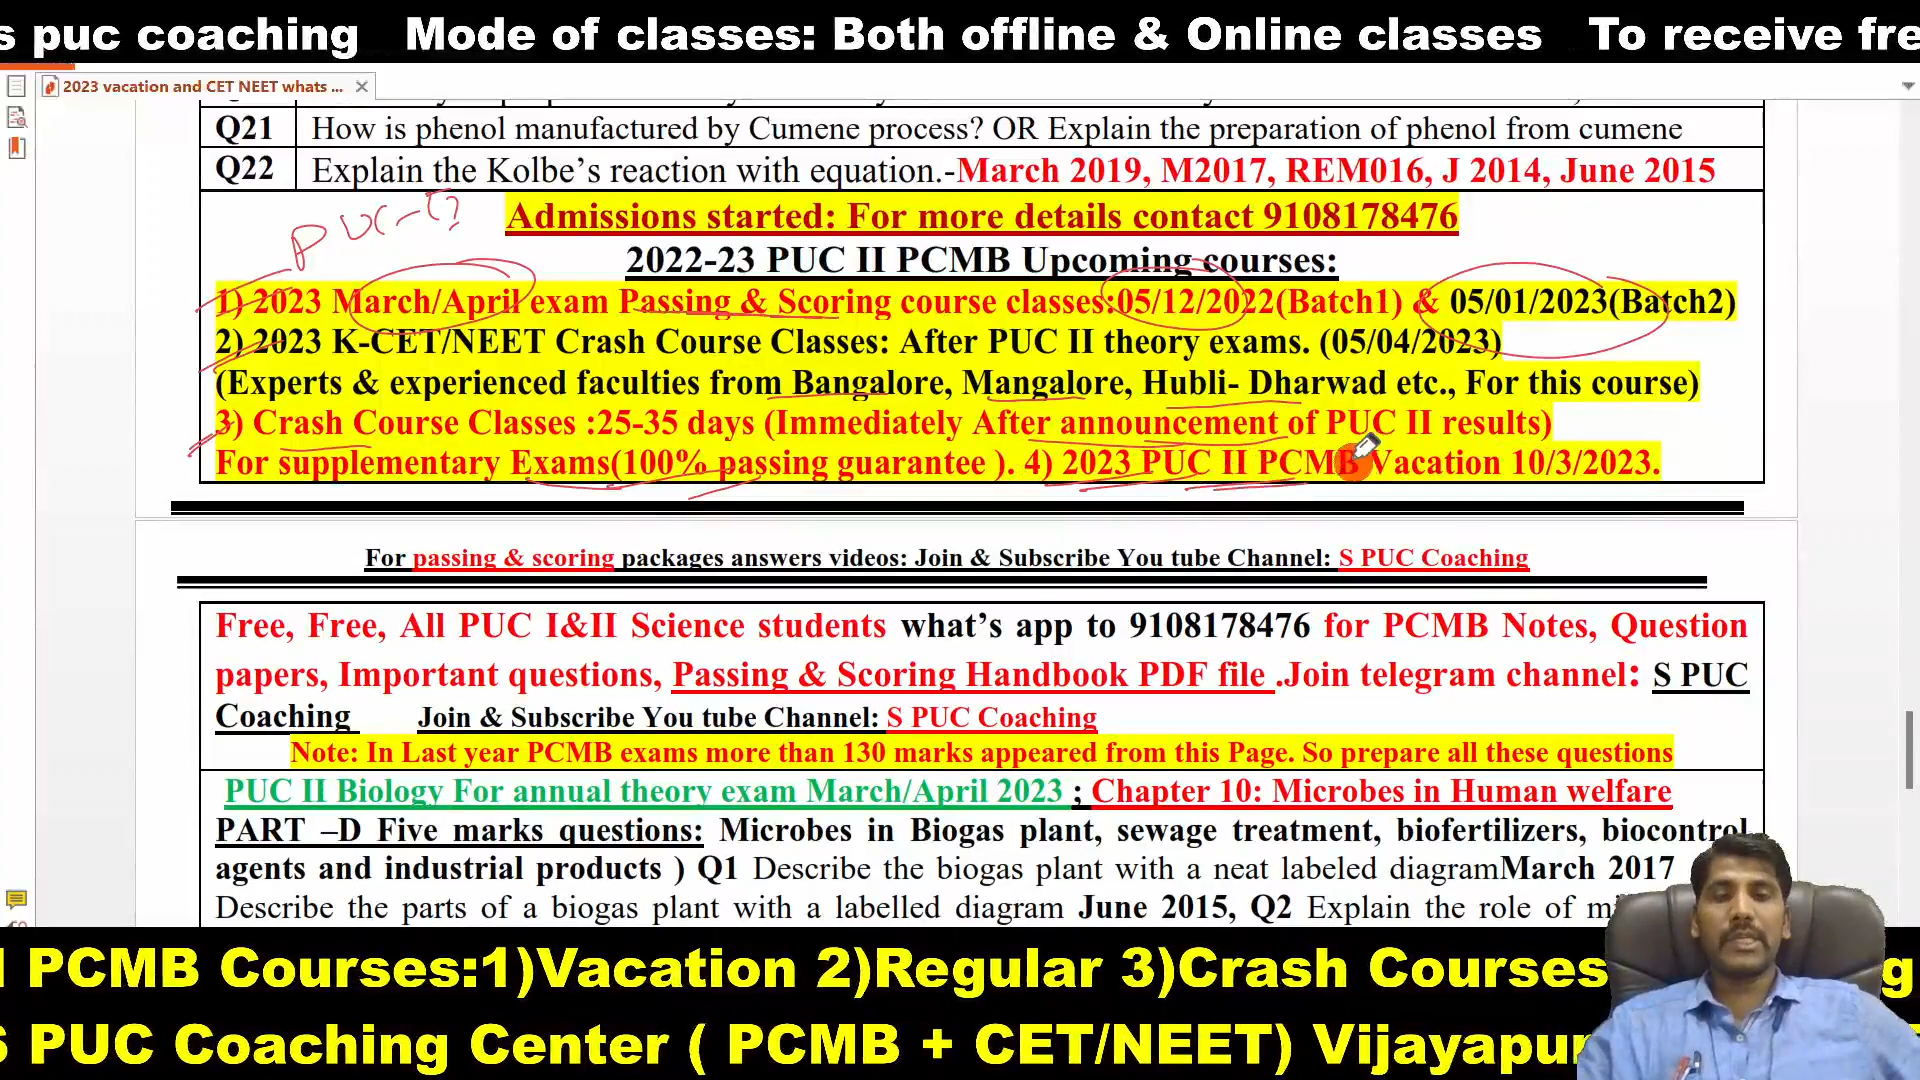 s puc coaching Mode of classes: Both offline & Online classes To receive fre
2023 vacation and CET NEET whats ...
Q21 How is phenol manufactured by Cumene process? OR Explain the preparation of phenol from cumene
Q22 Explain the Kolbe’s reaction with equation.-March 2019, M2017, REM016, J 2014, June 2015
PUC-I?
Admissions started: For more details contact 9108178476
2022-23 PUC II PCMB Upcoming courses:
1) 2023 March/April exam Passing & Scoring course classes:05/12/2022(Batch1) & 05/01/2023(Batch2)
2) 2023 K-CET/NEET Crash Course Classes: After PUC II theory exams. (05/04/2023)
(Experts & experienced faculties from Bangalore, Mangalore, Hubli- Dharwad etc., For this course)
3) Crash Course Classes :25-35 days (Immediately After announcement of PUC II results)
For supplementary Exams(100% passing guarantee ). 4) 2023 PUC II PCMB Vacation 10/3/2023.
For passing & scoring packages answers videos: Join & Subscribe You tube Channel: S PUC Coaching
Free, Free, All PUC I&II Science students what’s app to 9108178476 for PCMB Notes, Question
papers, Important questions, Passing & Scoring Handbook PDF file .Join telegram channel: S PUC
Coaching Join & Subscribe You tube Channel: S PUC Coaching
Note: In Last year PCMB exams more than 130 marks appeared from this Page. So prepare all these questions
PUC II Biology For annual theory exam March/April 2023 ; Chapter 10: Microbes in Human welfare
PART –D Five marks questions: Microbes in Biogas plant, sewage treatment, biofertilizers, biocontrol
agents and industrial products ) Q1 Describe the biogas plant with a neat labeled diagramMarch 2017
Describe the parts of a biogas plant with a labelled diagram June 2015, Q2 Explain the role of mi
PCMB Courses:1)Vacation 2)Regular 3)Crash Courses g
S PUC Coaching Center ( PCMB + CET/NEET) Vijayapur